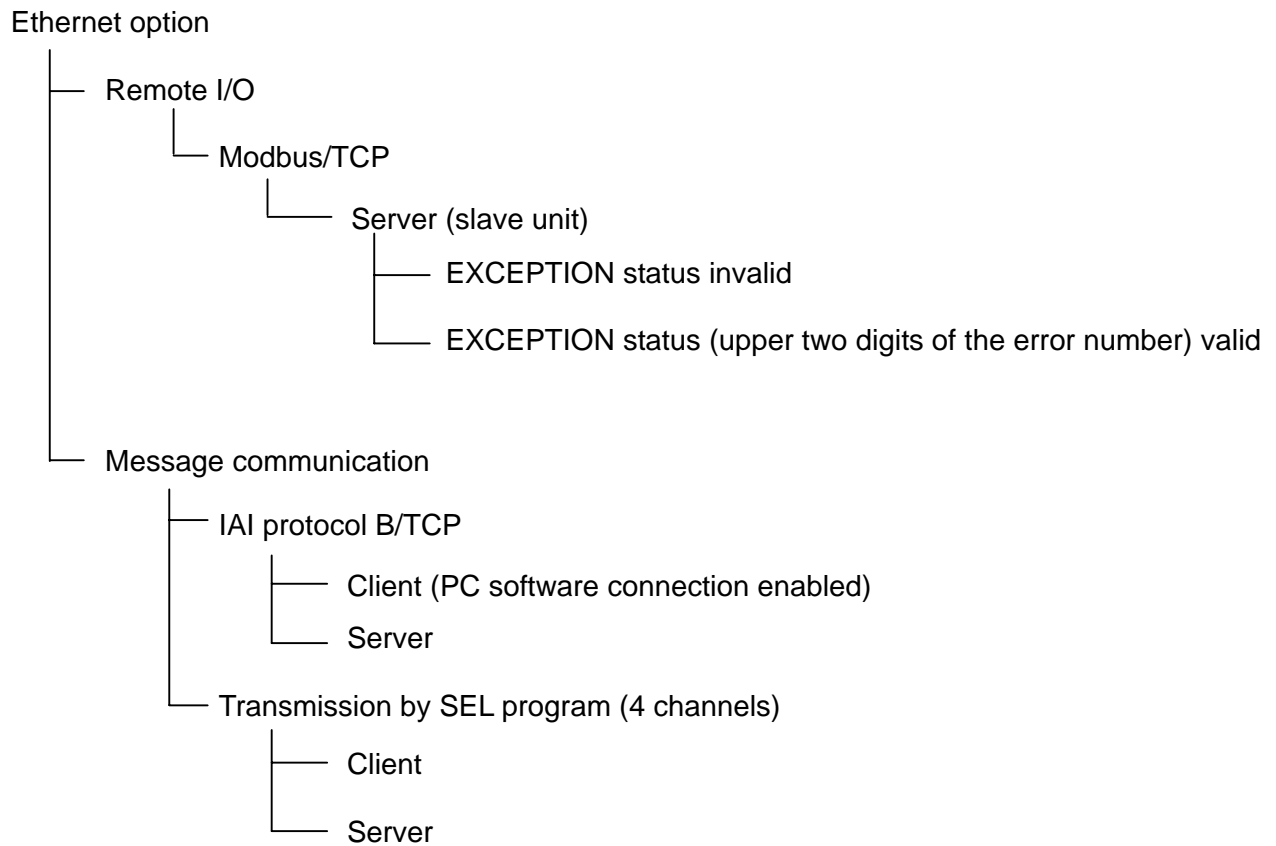 Ethernet option
Remote I/O
Modbus/TCP
Server (slave unit)
EXCEPTION status invalid
EXCEPTION status (upper two digits of the error number) valid
Message communication
IAI protocol B/TCP
Client (PC software connection enabled)
Server
Transmission by SEL program (4 channels)
Client
Server